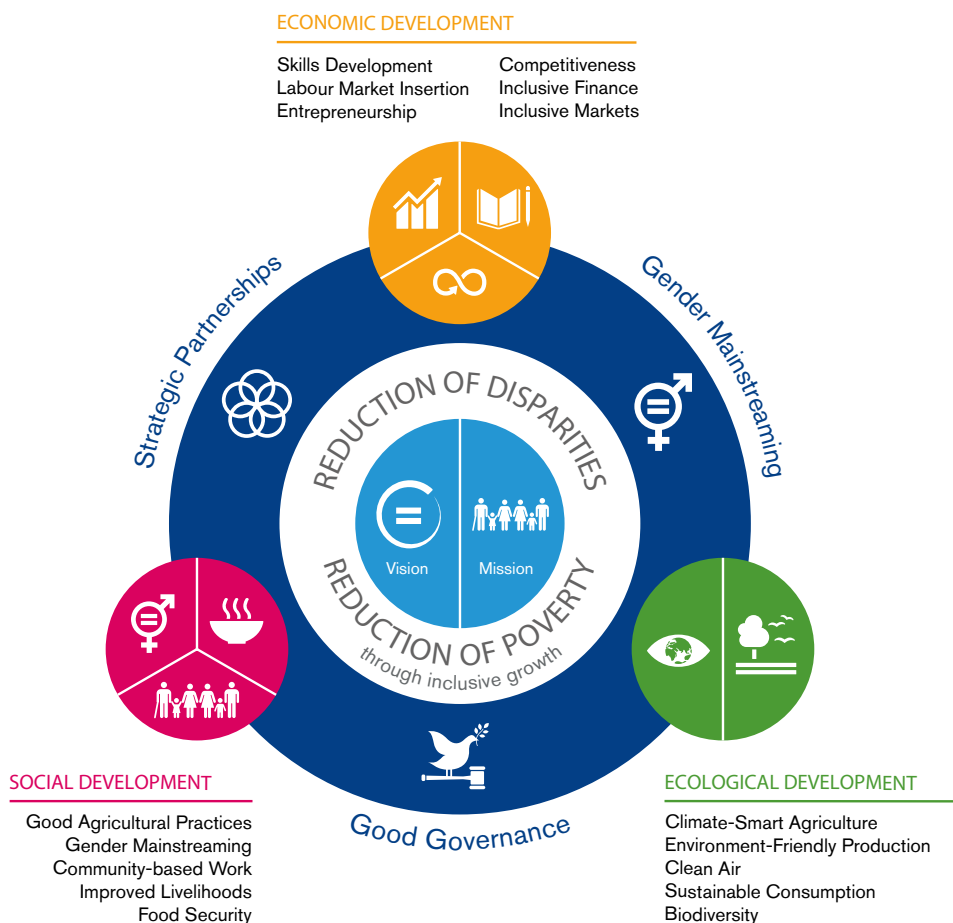 ECONOMIC DEVELOPMENT
Skills Development
Labour Market Insertion
Entrepreneurship
Competitiveness
Inclusive Finance
Inclusive Markets
Strategic Partnerships
Gender Mainstreaming
REDUCTION OF DISPARITIES
Vision
Mission
REDUCTION OF POVERTY
through inclusive growth
Good Governance
SOCIAL DEVELOPMENT
Good Agricultural Practices
Gender Mainstreaming
Community-based Work
Improved Livelihoods
Food Security
ECOLOGICAL DEVELOPMENT
Climate-Smart Agriculture
Environment-Friendly Production
Clean Air
Sustainable Consumption
Biodiversity